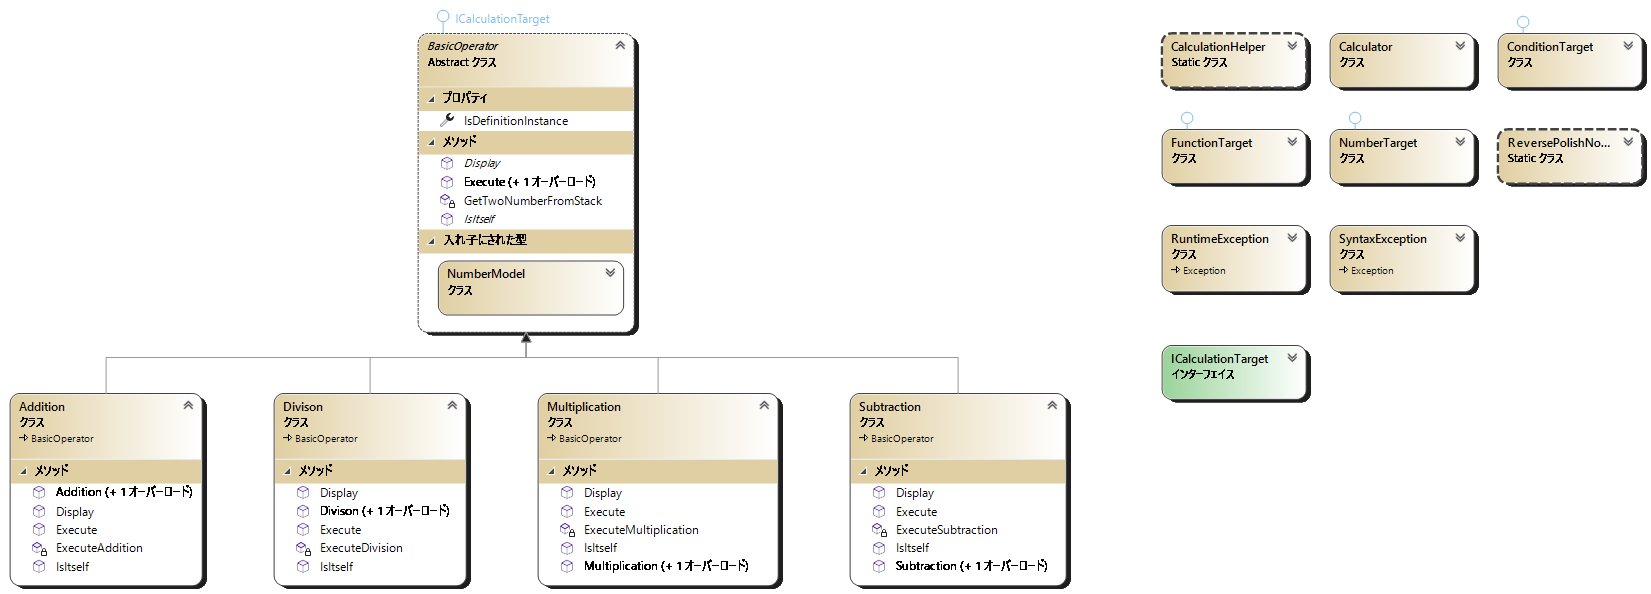 ICalculationTarget
BasicOperator
Abstract クラス
プロパティ
IsDefinitionInstance
メソッド
Display
Execute (+ 1 オーバーロード)
GetTwoNumberFromStack
IsItself
入れ子にされた型
NumberModel
クラス
Addition
クラス
BasicOperator
メソッド
Addition (+ 1 オーバーロード)
Display
Execute
ExecuteAddition
IsItself
Divison
クラス
BasicOperator
メソッド
Display
Divison (+ 1 オーバーロード)
Execute
ExecuteDivision
IsItself
Multiplication
クラス
BasicOperator
メソッド
Display
Execute
ExecuteMultiplication
IsItself
Multiplication (+ 1 オーバーロード)
Subtraction
クラス
BasicOperator
メソッド
Display
Execute
ExecuteSubtraction
IsItself
Subtraction (+ 1 オーバーロード)
CalculationHelper
Static クラス
Calculator
クラス
ConditionTarget
クラス
FunctionTarget
クラス
NumberTarget
クラス
ReversePolishNo...
Static クラス
RuntimeException
クラス
Exception
SyntaxException
クラス
Exception
ICalculationTarget
インターフェイス